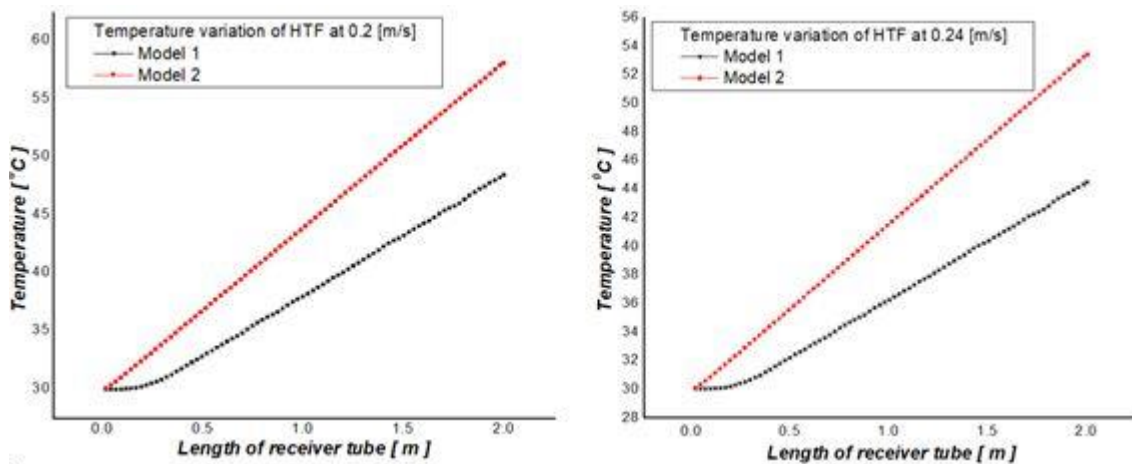 Temperature variation of HTF at 0.2 [m/s]
Model 1
Model 2
60
55
50
45
40
35
30
Temperature [ °C ]
0.0 0.5 1.0 1.5 2.0
Length of receiver tube [ m ]
Temperature variation of HTF at 0.24 [m/s]
Model 1
Model 2
56
54
52
50
48
46
44
42
40
38
36
34
32
30
28
Temperature [ ⁰C ]
0.0 0.5 1.0 1.5 2.0
Length of receiver tube [ m ]